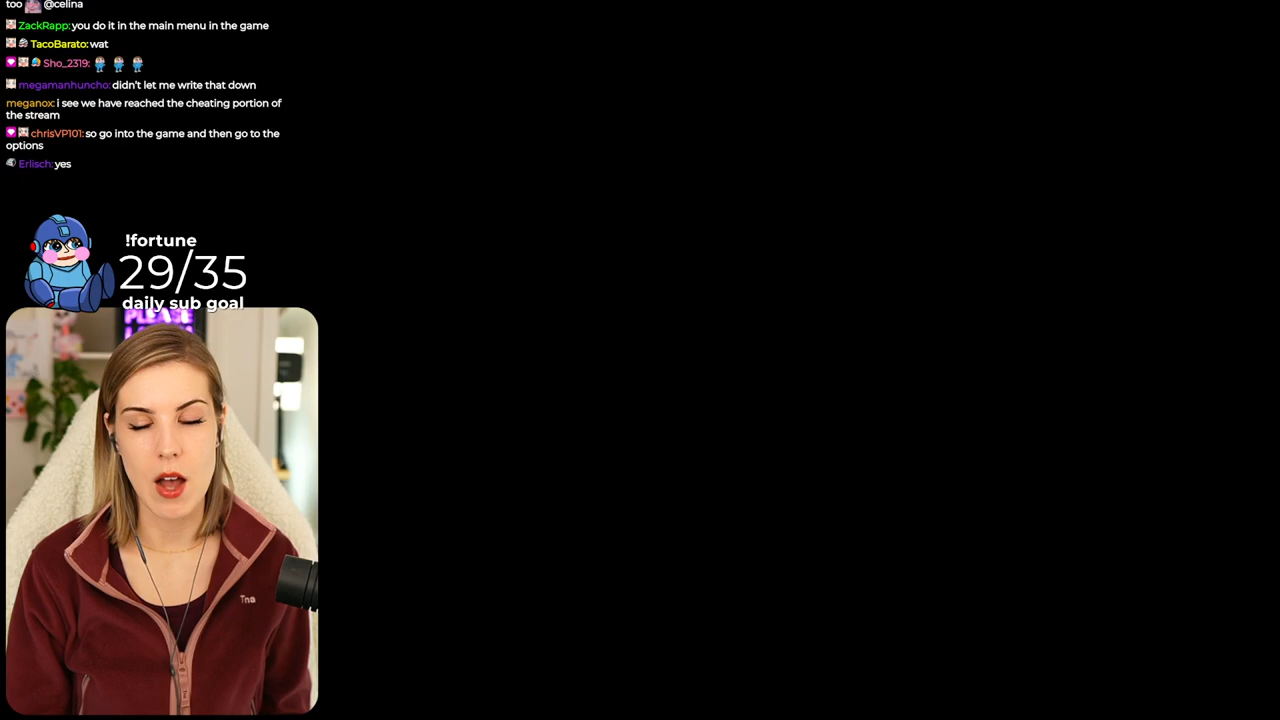 too @celina
ZackRapp: you do it in the main menu in the game
TacoBarato: wat
Sho_2319:
megamanhuncho: didn't let me write that down
meganox: i see we have reached the cheating portion of
the stream
chrisVP101: so go into the game and then go to the
options
Erlisch: yes
!fortune
29/35
daily sub goal
PLEASE